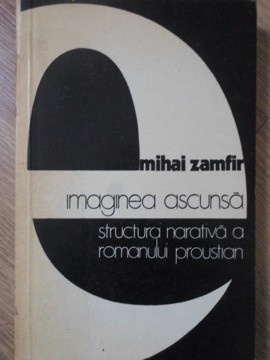 mihai zamfir
imaginea ascunsă
structura narativă a
romanului proustian